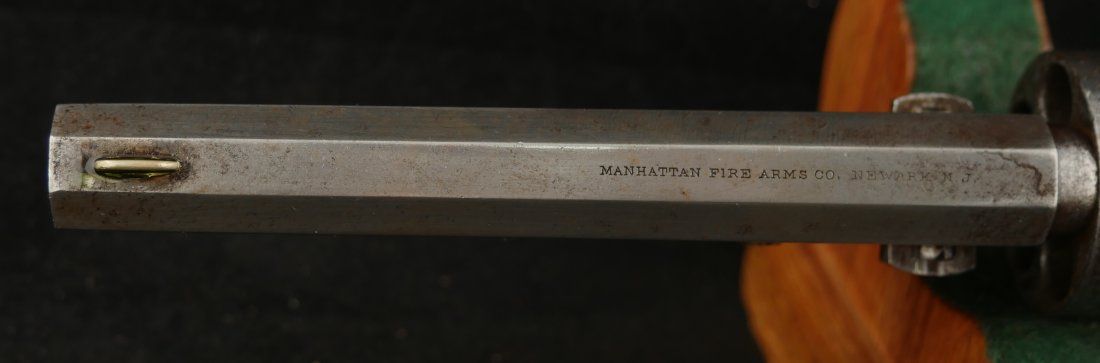 MANHATTAN FIRE ARMS CO. NEWARK N J.